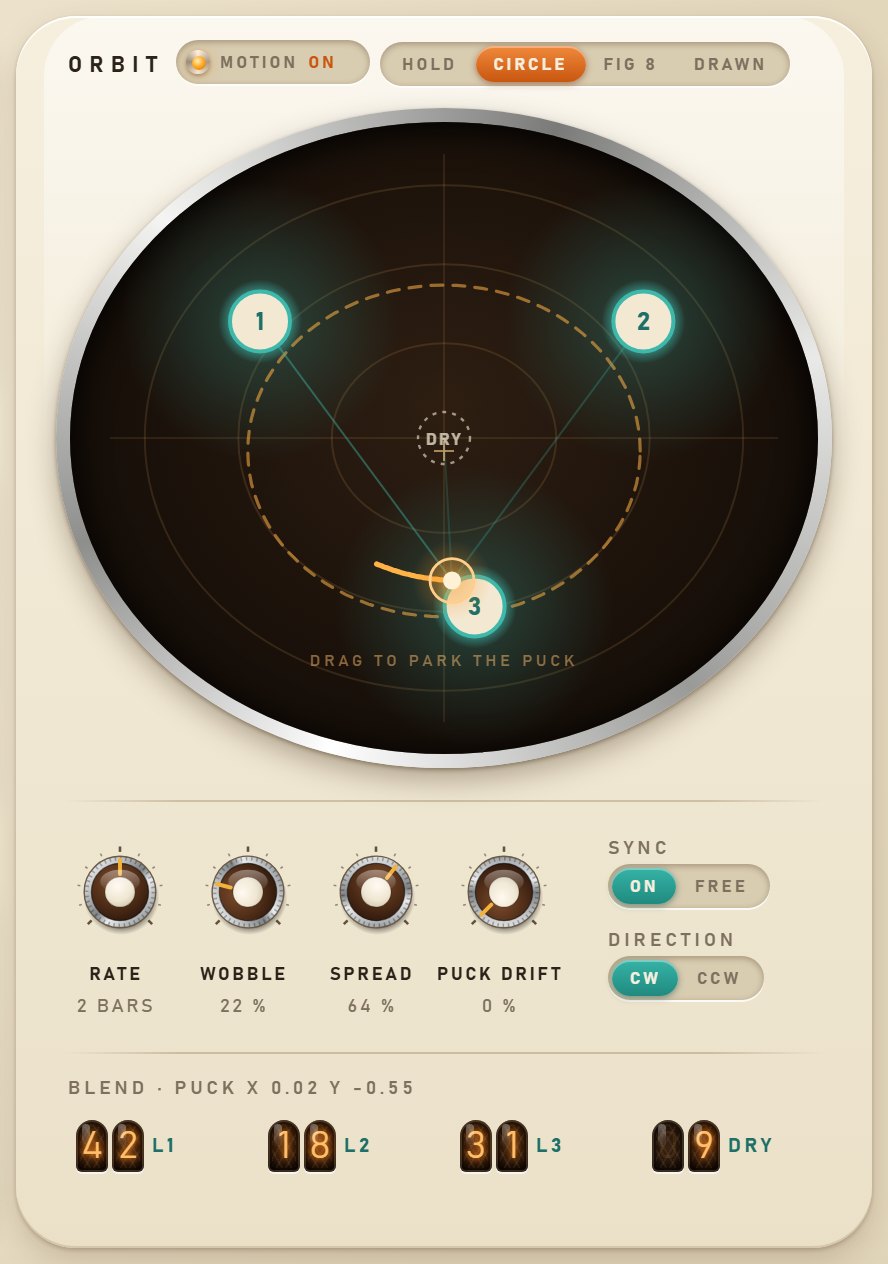 ORBIT MOTION ON HOLD CIRCLE FIG 8 DRAWN
1 2
DRY
3
DRAG TO PARK THE PUCK
SYNC
ON FREE
DIRECTION
CW CCW
RATE WOBBLE SPREAD PUCK DRIFT
2 BARS 22 % 64 % 0 %
BLEND · PUCK X 0.02 Y -0.55
42 L1 18 L2 31 L3 9 DRY